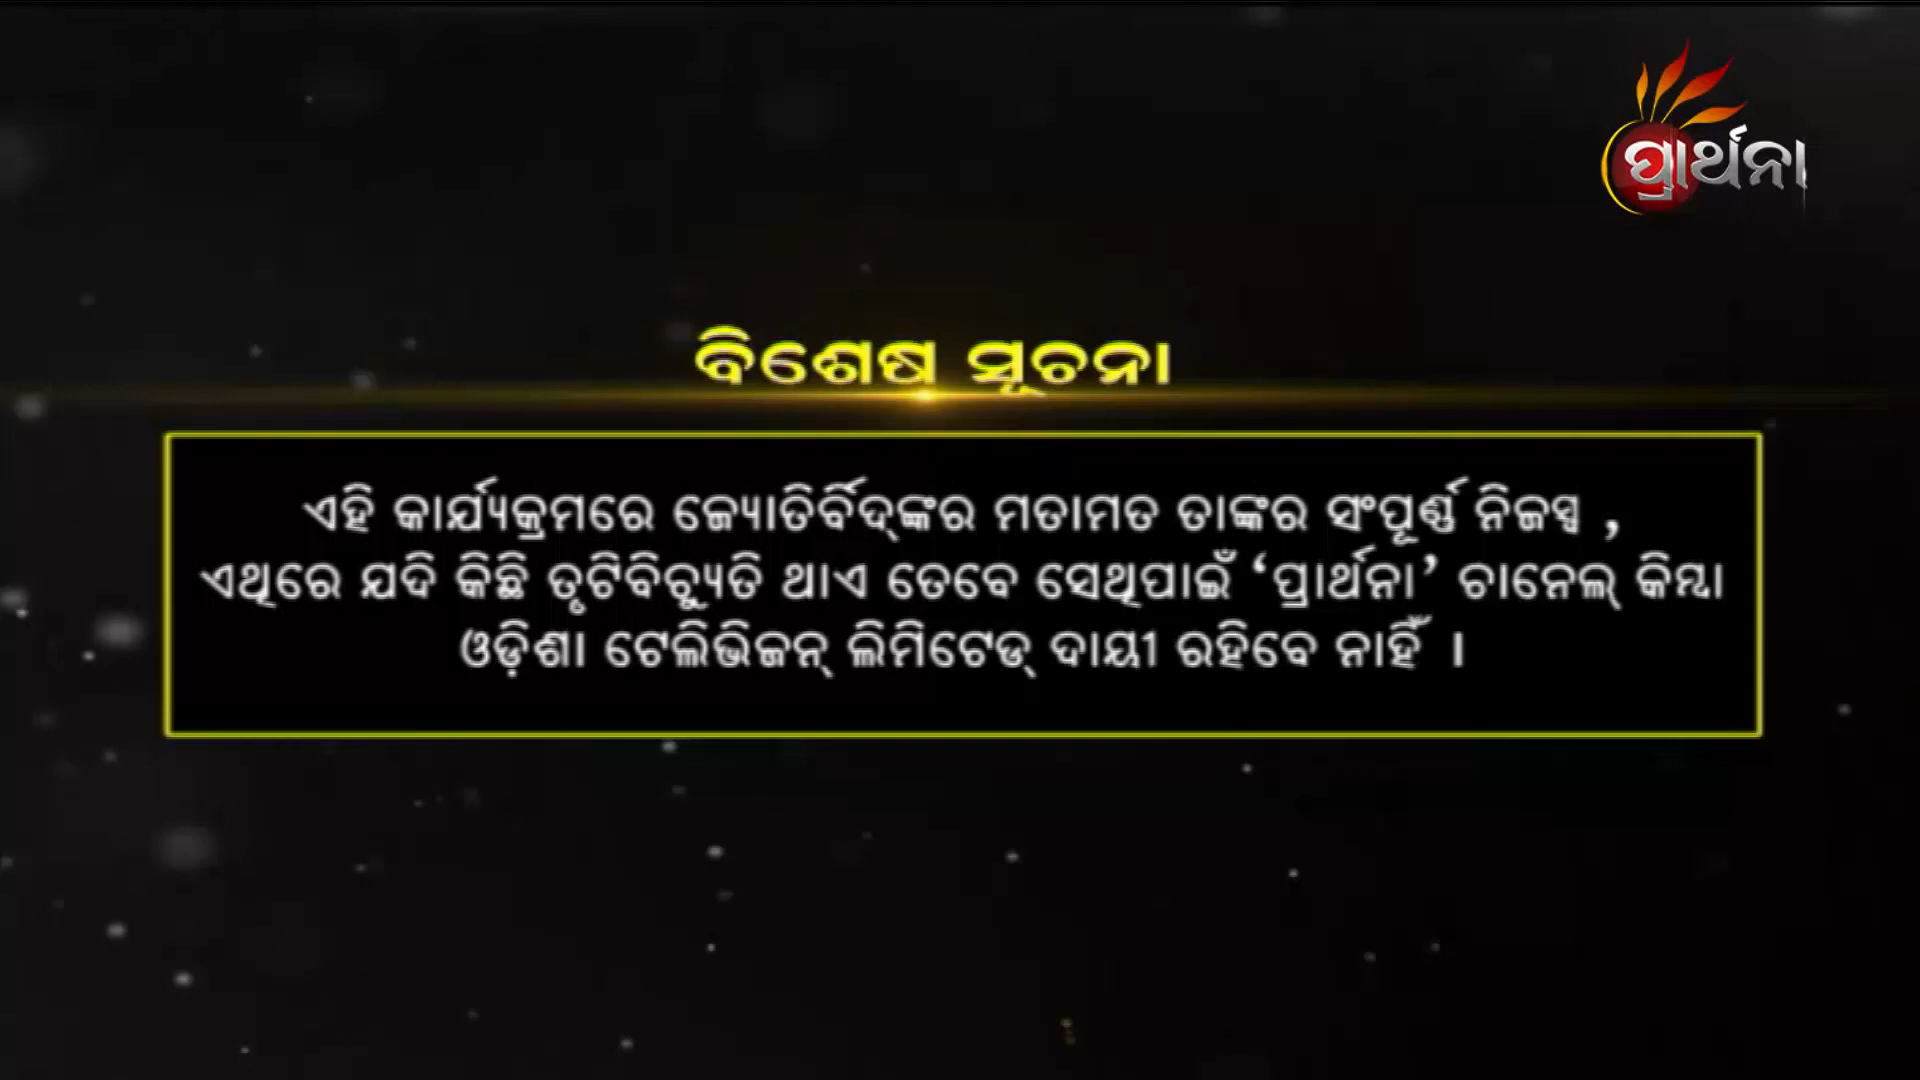 ପ୍ରାର୍ଥନା
ବିଶେଷ ସୂଚନା
ଏହି କାର୍ଯ୍ୟକ୍ରମରେ ଜ୍ୟୋତିର୍ବିଦ୍‌ଙ୍କର ମତାମତ ତାଙ୍କର ସଂପୂର୍ଣ୍ଣ ନିଜସ୍ୱ ,
ଏଥିରେ ଯଦି କିଛି ତୃଟିବିଚ୍ୟୁତି ଥାଏ ତେବେ ସେଥିପାଇଁ ‘ପ୍ରାର୍ଥନା’ ଚାନେଲ୍ କିମ୍ୱା
ଓଡ଼ିଶା ଟେଲିଭିଜନ୍ ଲିମିଟେଡ୍ ଦାୟୀ ରହିବେ ନାହିଁ ।